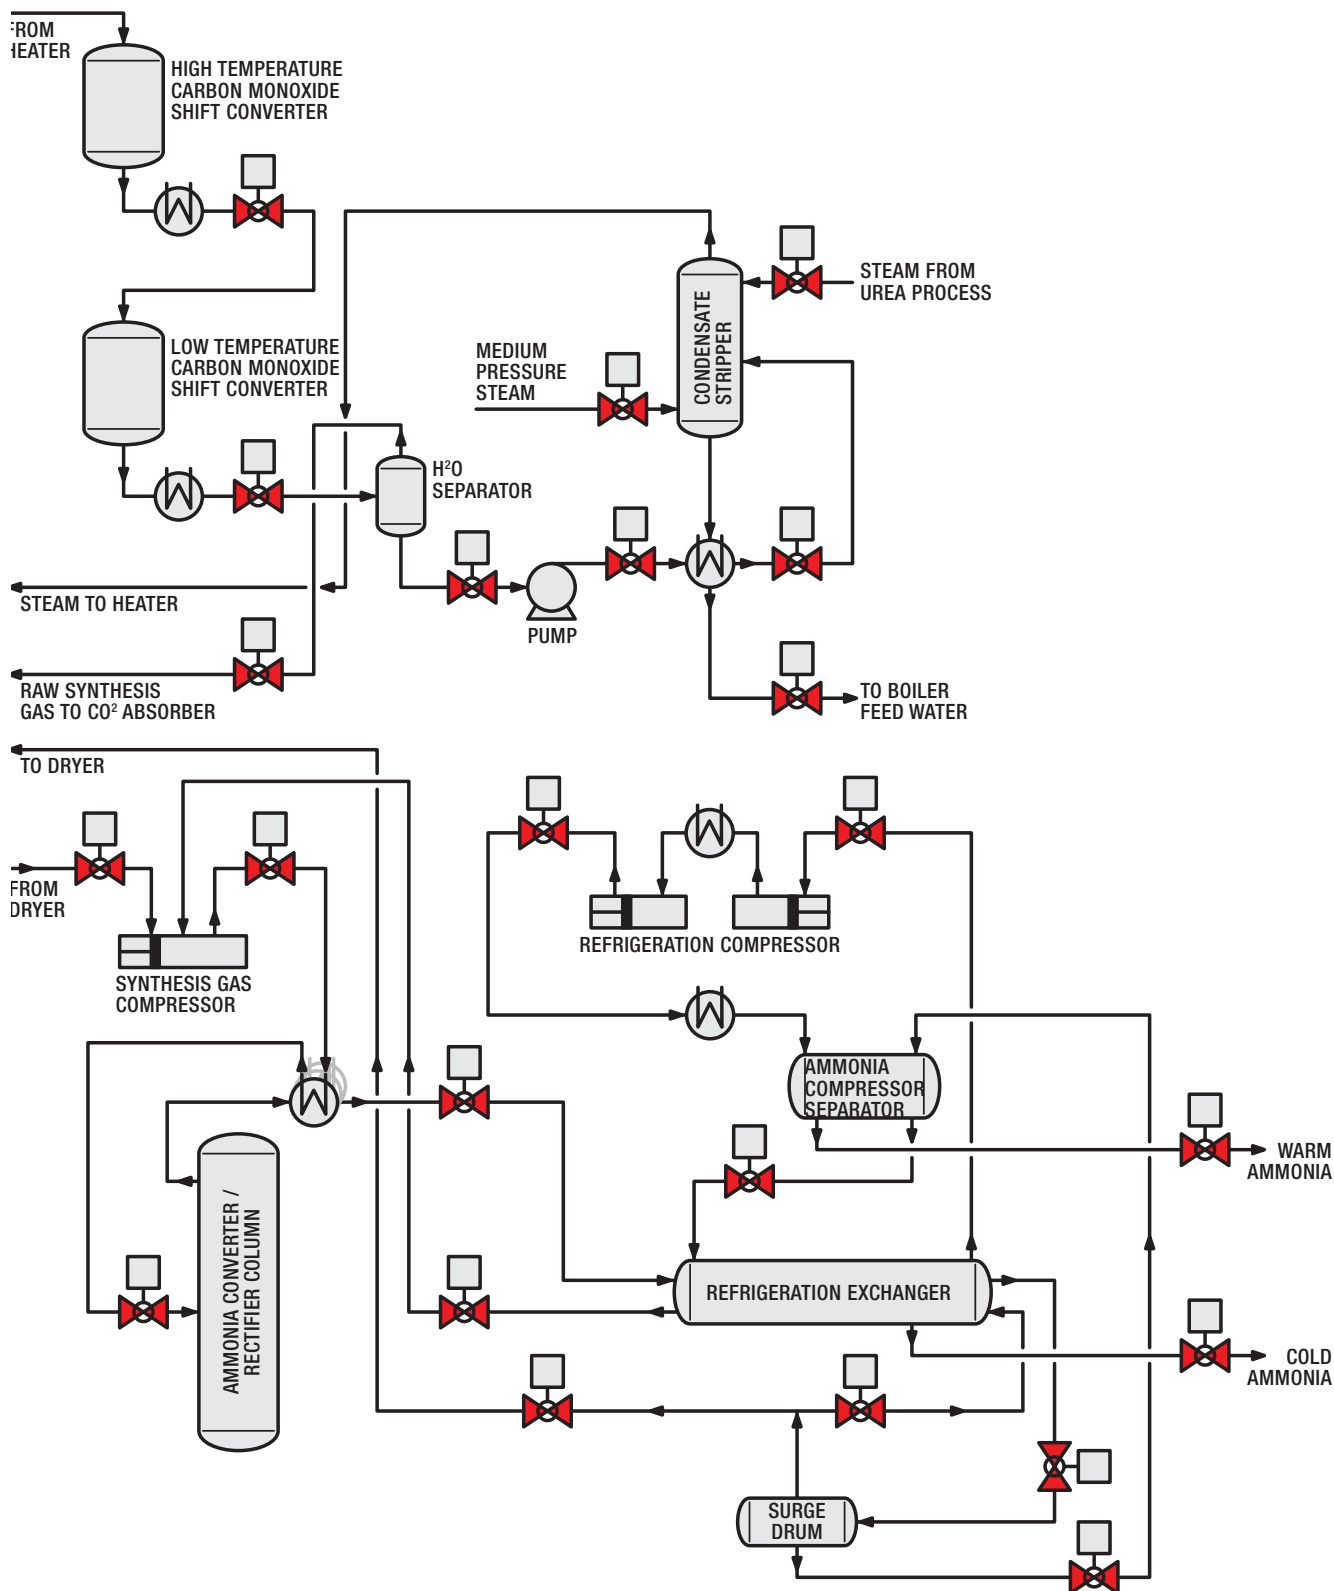 FROM
HEATER
HIGH TEMPERATURE
CARBON MONOXIDE
SHIFT CONVERTER
STEAM FROM
UREA PROCESS
CONDENSATE
STRIPPER
LOW TEMPERATURE
CARBON MONOXIDE
SHIFT CONVERTER
MEDIUM
PRESSURE
STEAM
H²O
SEPARATOR
STEAM TO HEATER
PUMP
RAW SYNTHESIS
GAS TO CO² ABSORBER
TO BOILER
FEED WATER
TO DRYER
FROM
DRYER
REFRIGERATION COMPRESSOR
SYNTHESIS GAS
COMPRESSOR
AMMONIA
COMPRESSOR
SEPARATOR
WARM
AMMONIA
AMMONIA CONVERTER /
RECTIFIER COLUMN
REFRIGERATION EXCHANGER
COLD
AMMONIA
SURGE
DRUM